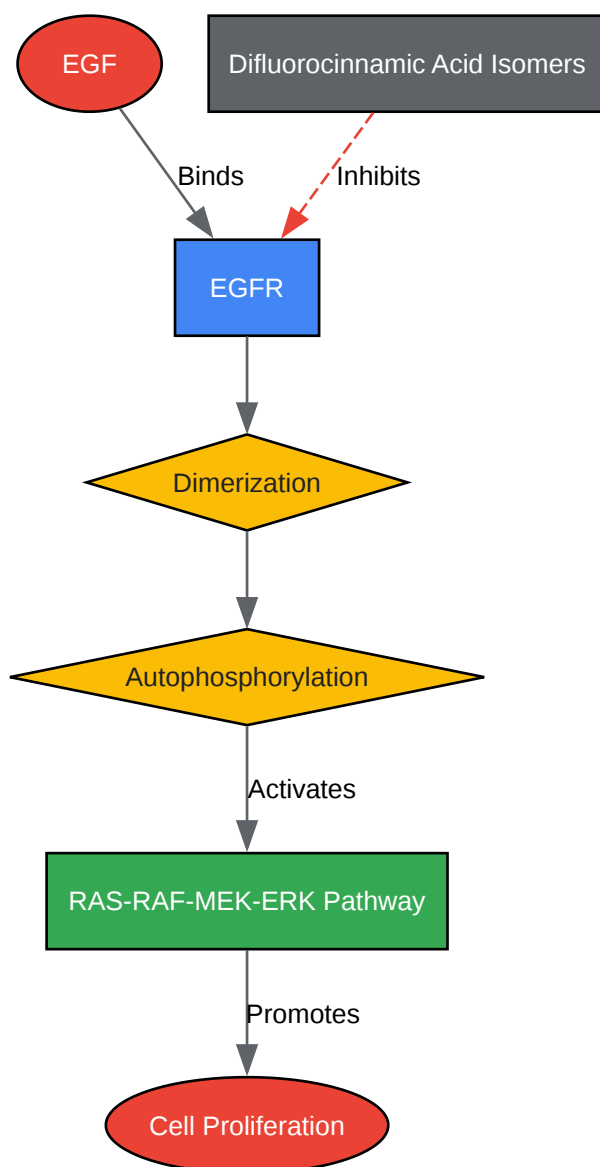 EGF
Difluorocinnamic Acid Isomers
Binds
Inhibits
EGFR
Dimerization
Autophosphorylation
Activates
RAS-RAF-MEK-ERK Pathway
Promotes
Cell Proliferation